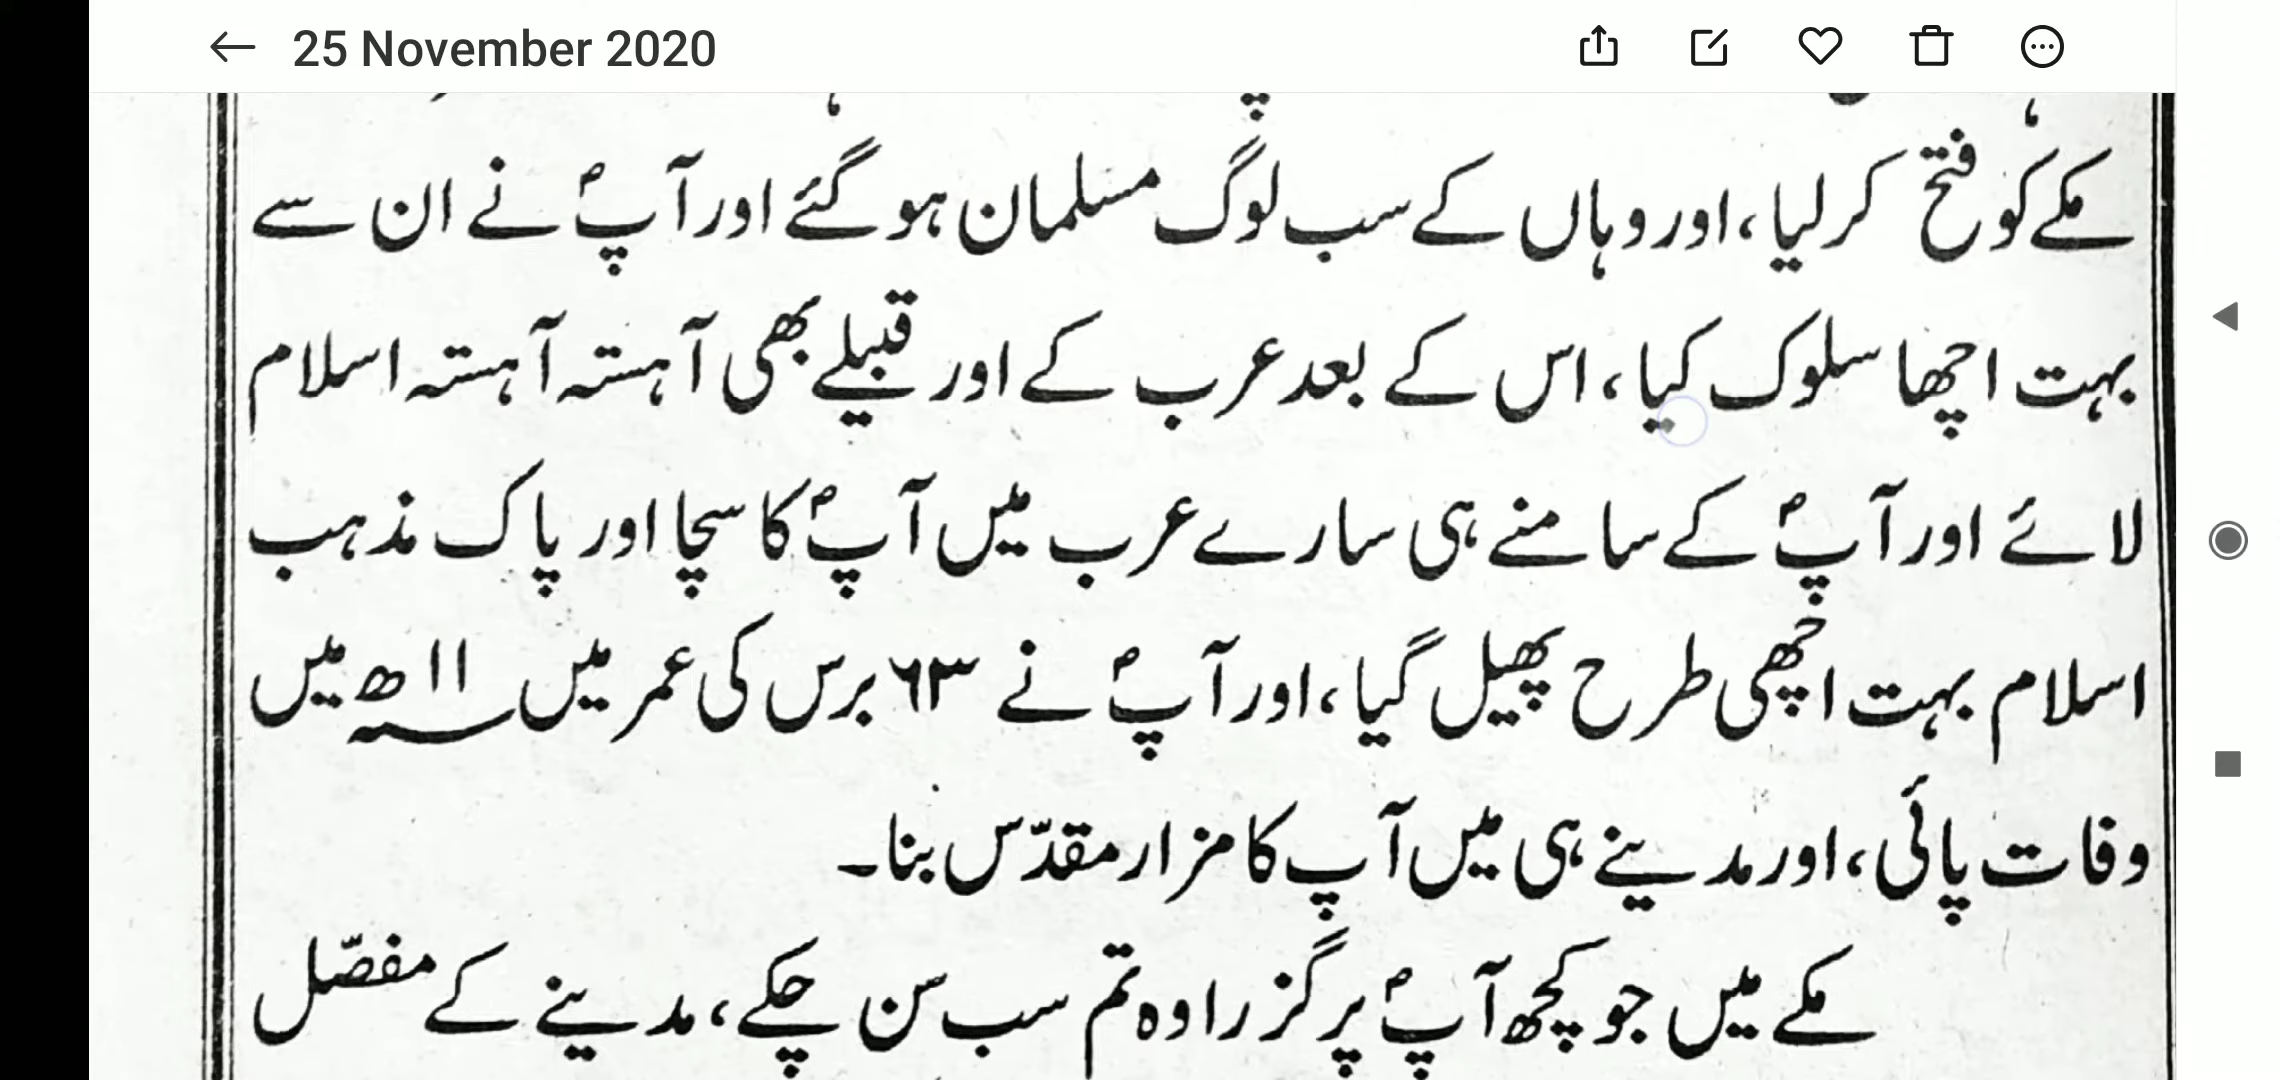 25 November 2020
مکے کو فتح کرلیا، اور وہاں کے سب لوگ مسلمان ہوگئے اور آپؐ نے ان سے
بہت اچھا سلوک کیا، اس کے بعد عرب کے اور قبیلے بھی آہستہ آہستہ اسلام
لائے اور آپؐ کے سامنے ہی سارے عرب میں آپؐ کا سچا اور پاک مذہب
اسلام بہت اچھی طرح پھیل گیا، اور آپؐ نے ۶۳ برس کی عمر میں ۱۱ھ میں
وفات پائی، اور مدینے ہی میں آپ کا مزار مقدّس بنا۔
مکے میں جو کچھ آپؐ پر گزرا وہ تم سب سن چکے، مدینے کے مفصّل